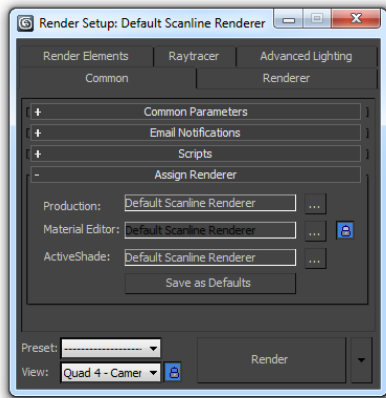 Render Setup: Default Scanline Renderer
Render Elements Raytracer Advanced Lighting
Common Renderer
+ Common Parameters
+ Email Notifications
+ Scripts
- Assign Renderer
Production: Default Scanline Renderer ...
Material Editor: Default Scanline Renderer ...
ActiveShade: Default Scanline Renderer ...
Save as Defaults
Preset: --------------------
Render
View: Quad 4 - Camer